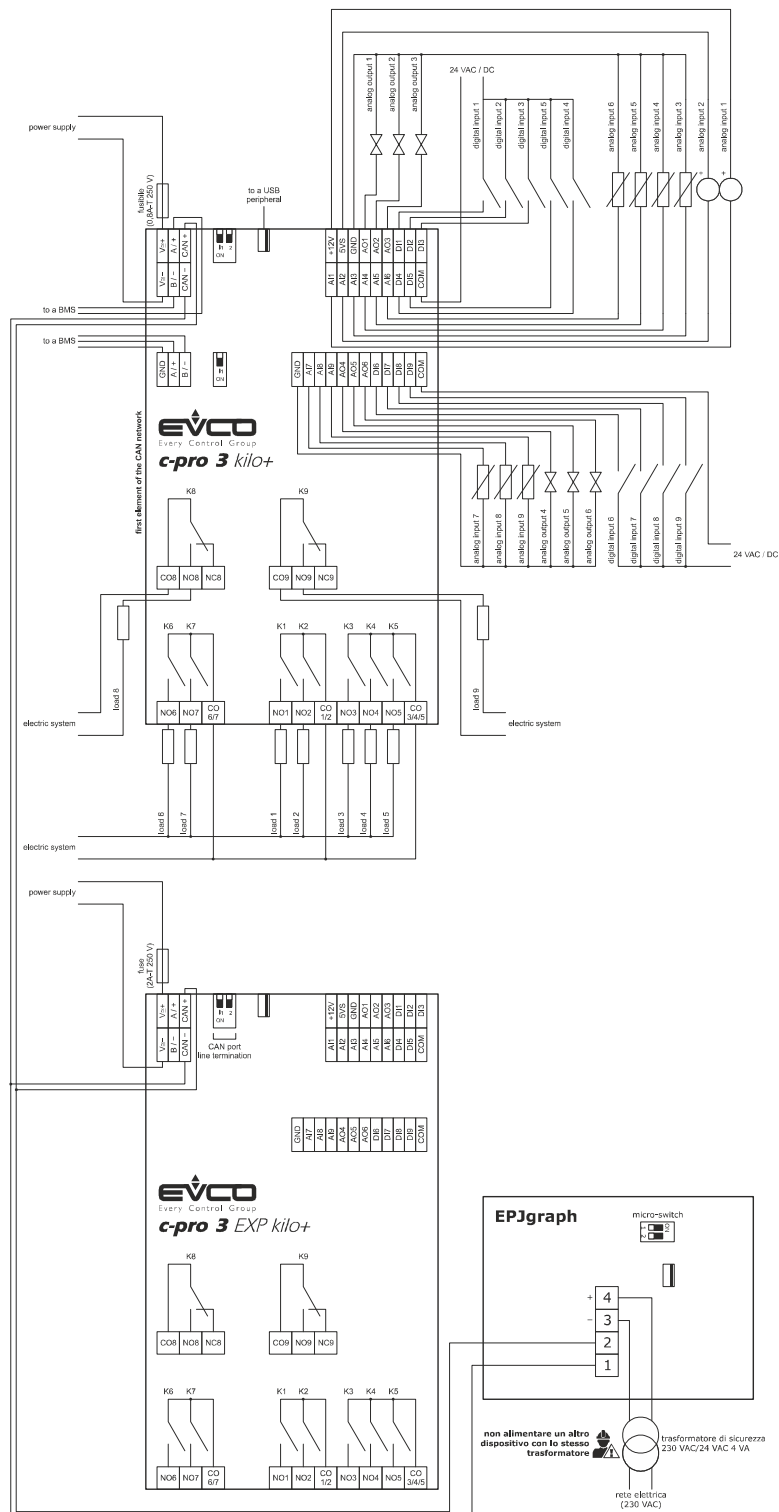 24 VAC / DC
analog output 1
analog output 2
analog output 3
digital input 1
digital input 2
digital input 3
digital input 5
digital input 4
analog input 6
analog input 5
analog input 4
analog input 3
analog input 2
analog input 1
+
+
power supply
fusibile
(0,8A-T 250 V)
to a USB
peripheral
V≅+
A / +
CAN +
V≅-
B / -
CAN -
1
2
ON
+12V
5VS
GND
AO1
AO2
AO3
DI1
DI2
DI3
AI1
AI2
AI3
AI4
AI5
AI6
DI4
DI5
COM
to a BMS
to a BMS
GND
A / +
B / -
1
ON
GND
AI7
AI8
AI9
AO4
AO5
AO6
DI6
DI7
DI8
DI9
COM
first element of the CAN network
EVCO
Every Control Group
c-pro 3 kilo+
analog input 7
analog input 8
analog input 9
analog output 4
analog output 5
analog output 6
digital input 6
digital input 7
digital input 8
digital input 9
24 VAC / DC
K8
K9
CO8
NO8
NC8
CO9
NO9
NC9
load 8
load 9
K6
K7
K1
K2
K3
K4
K5
NO6
NO7
CO
6/7
NO1
NO2
CO
1/2
NO3
NO4
NO5
CO
3/4/5
electric system
electric system
load 6
load 7
load 1
load 2
load 3
load 4
load 5
electric system
power supply
fuse
(2A-T 250 V)
V≅+
A / +
CAN +
V≅-
B / -
CAN -
1
2
ON
CAN port
line termination
+12V
5VS
GND
AO1
AO2
AO3
DI1
DI2
DI3
AI1
AI2
AI3
AI4
AI5
AI6
DI4
DI5
COM
GND
AI7
AI8
AI9
AO4
AO5
AO6
DI6
DI7
DI8
DI9
COM
EVCO
Every Control Group
c-pro 3 EXP kilo+
K8
K9
CO8
NO8
NC8
CO9
NO9
NC9
K6
K7
K1
K2
K3
K4
K5
NO6
NO7
CO
6/7
NO1
NO2
CO
1/2
NO3
NO4
NO5
CO
3/4/5
EPJgraph
micro-switch
1
2
ON
+ 4
- 3
2
1
non alimentare un altro
dispositivo con lo stesso
trasformatore
trasformatore di sicurezza
230 VAC/24 VAC 4 VA
rete elettrica
(230 VAC)